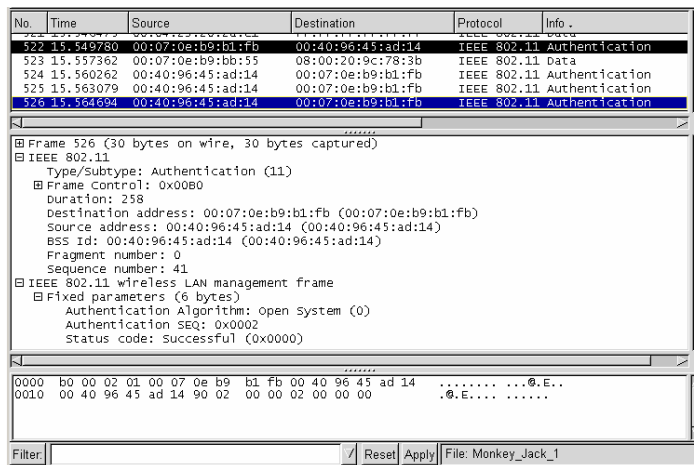 No. Time Source Destination Protocol Info .
522 15.549780 00:07:0e:b9:b1:fb 00:40:96:45:ad:14 IEEE 802.11 Authentication
523 15.557362 00:07:0e:b9:bb:55 08:00:20:9c:78:3b IEEE 802.11 Data
524 15.560262 00:40:96:45:ad:14 00:07:0e:b9:b1:fb IEEE 802.11 Authentication
525 15.563079 00:40:96:45:ad:14 00:07:0e:b9:b1:fb IEEE 802.11 Authentication
526 15.564694 00:40:96:45:ad:14 00:07:0e:b9:b1:fb IEEE 802.11 Authentication
Frame 526 (30 bytes on wire, 30 bytes captured)
IEEE 802.11
Type/Subtype: Authentication (11)
Frame Control: 0x00B0
Duration: 258
Destination address: 00:07:0e:b9:b1:fb (00:07:0e:b9:b1:fb)
Source address: 00:40:96:45:ad:14 (00:40:96:45:ad:14)
BSS Id: 00:40:96:45:ad:14 (00:40:96:45:ad:14)
Fragment number: 0
Sequence number: 41
IEEE 802.11 wireless LAN management frame
Fixed parameters (6 bytes)
Authentication Algorithm: Open System (0)
Authentication SEQ: 0x0002
Status code: Successful (0x0000)
0000 b0 00 02 01 00 07 0e b9 b1 fb 00 40 96 45 ad 14 ........ ...@.E..
0010 00 40 96 45 ad 14 90 02 00 00 02 00 00 00 .@.E.... ......
Filter: Reset Apply File: Monkey_Jack_1